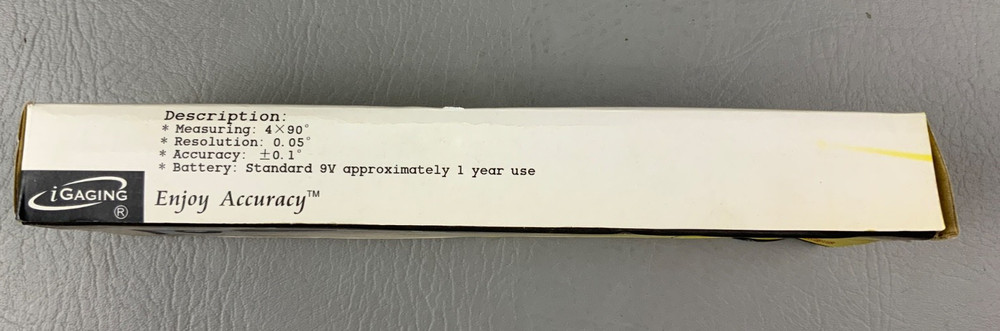 Description:
* Measuring: 4×90°
* Resolution: 0.05°
* Accuracy: ±0.1°
* Battery: Standard 9V approximately 1 year use
iGAGING®
Enjoy Accuracy™